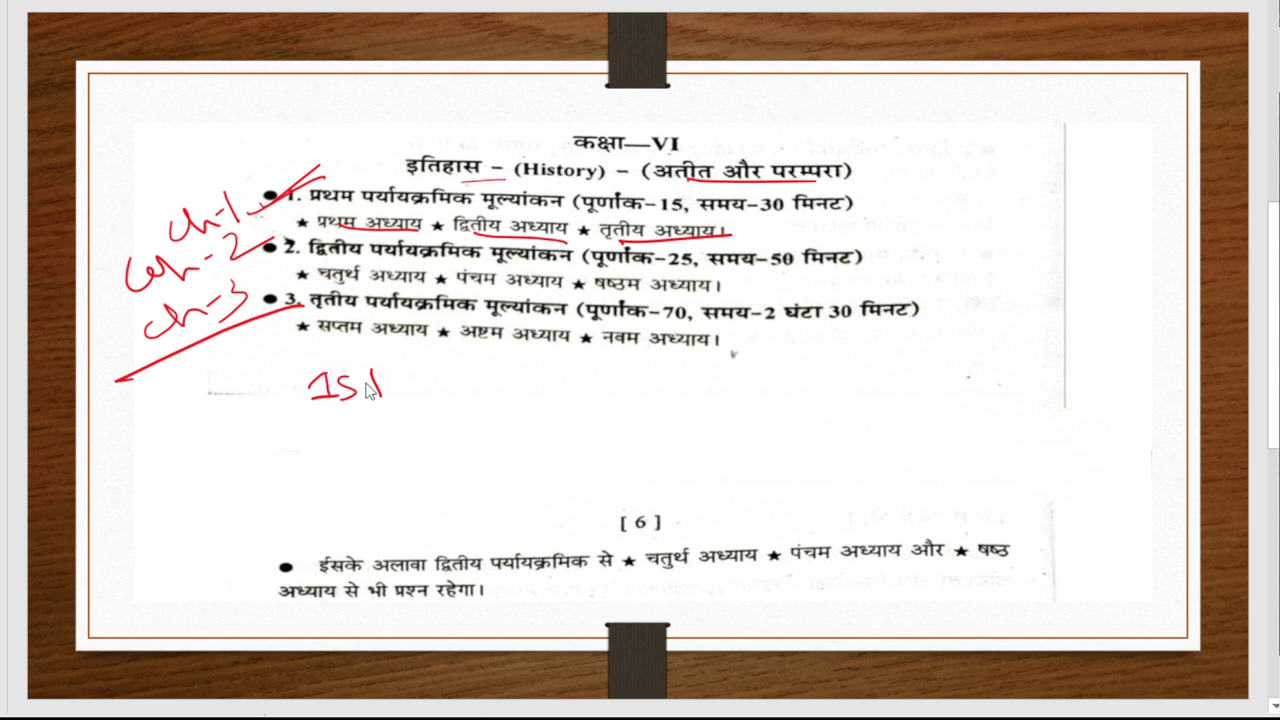 कक्षा—VI
इतिहास – (History) – (अतीत और परम्परा)
● 1. प्रथम पर्यायक्रमिक मूल्यांकन (पूर्णांक-15, समय-30 मिनट)
ch-1
★ प्रथम अध्याय ★ द्वितीय अध्याय ★ तृतीय अध्याय।
ch-2
● 2. द्वितीय पर्यायक्रमिक मूल्यांकन (पूर्णांक-25, समय-50 मिनट)
★ चतुर्थ अध्याय ★ पंचम अध्याय ★ षष्ठम अध्याय।
ch-3
● 3. तृतीय पर्यायक्रमिक मूल्यांकन (पूर्णांक-70, समय-2 घंटा 30 मिनट)
★ सप्तम अध्याय ★ अष्टम अध्याय ★ नवम अध्याय।
[ 6 ]
● ईसके अलावा द्वितीय पर्यायक्रमिक से ★ चतुर्थ अध्याय ★ पंचम अध्याय और ★ षष्ठ
अध्याय से भी प्रश्न रहेगा।